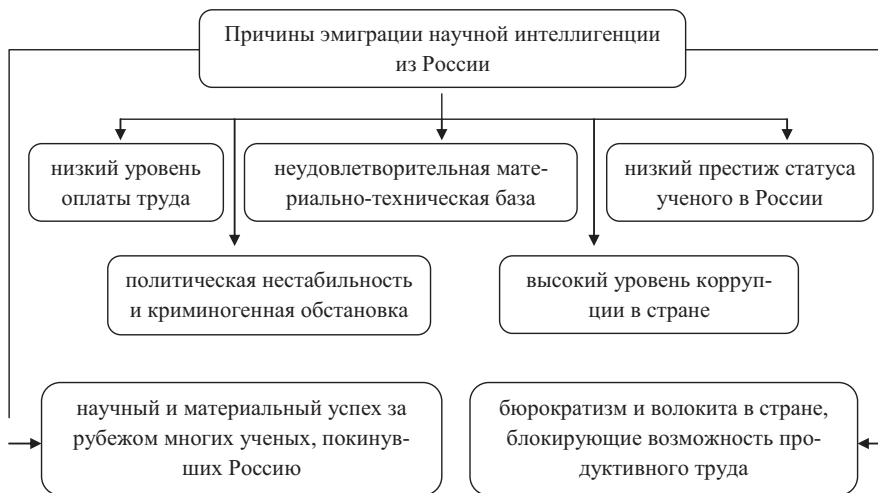 Причины эмиграции научной интеллигенции
из России
низкий уровень
оплаты труда
неудовлетворительная мате-
риально-техническая база
низкий престиж статуса
ученого в России
политическая нестабильность
и криминогенная обстановка
высокий уровень корруп-
ции в стране
научный и материальный успех за
рубежом многих ученых, покинув-
ших Россию
бюрократизм и волокита в стране,
блокирующие возможность про-
дуктивного труда